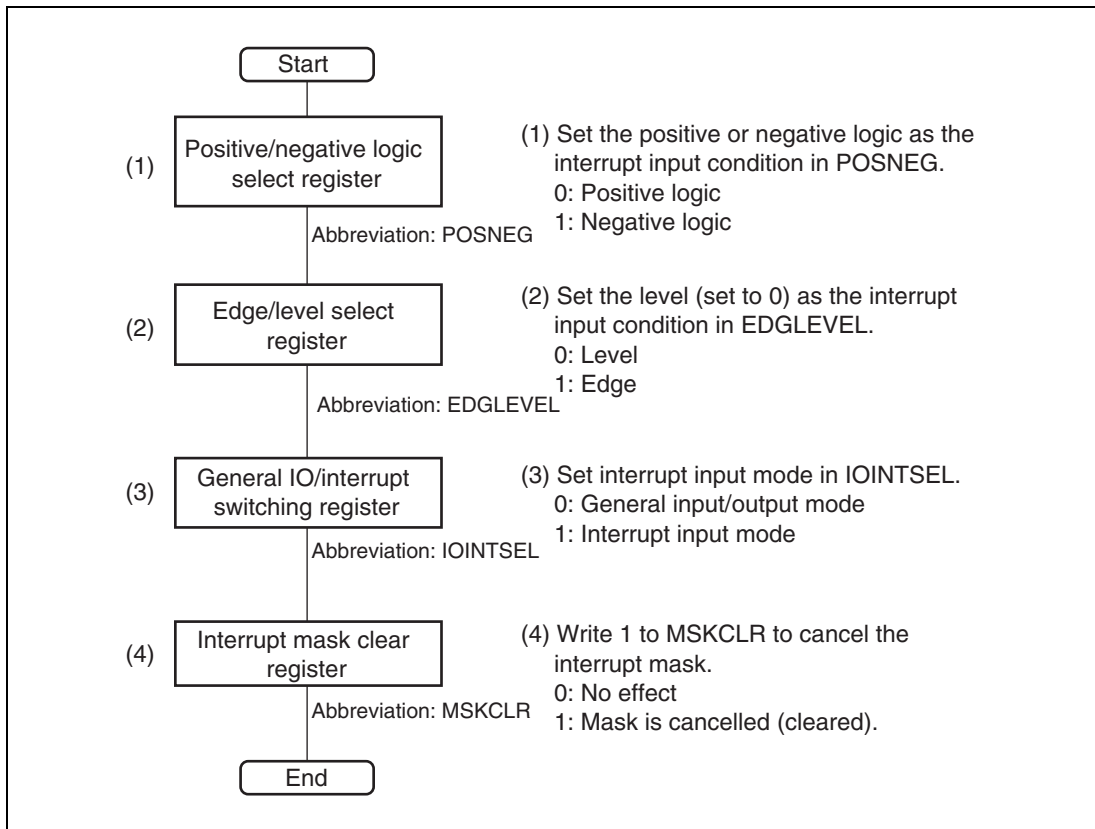 Start
(1)
Positive/negative logic
select register
Abbreviation: POSNEG
(1) Set the positive or negative logic as the
interrupt input condition in POSNEG.
0: Positive logic
1: Negative logic
(2)
Edge/level select
register
Abbreviation: EDGLEVEL
(2) Set the level (set to 0) as the interrupt
input condition in EDGLEVEL.
0: Level
1: Edge
(3)
General IO/interrupt
switching register
Abbreviation: IOINTSEL
(3) Set interrupt input mode in IOINTSEL.
0: General input/output mode
1: Interrupt input mode
(4)
Interrupt mask clear
register
Abbreviation: MSKCLR
(4) Write 1 to MSKCLR to cancel the
interrupt mask.
0: No effect
1: Mask is cancelled (cleared).
End